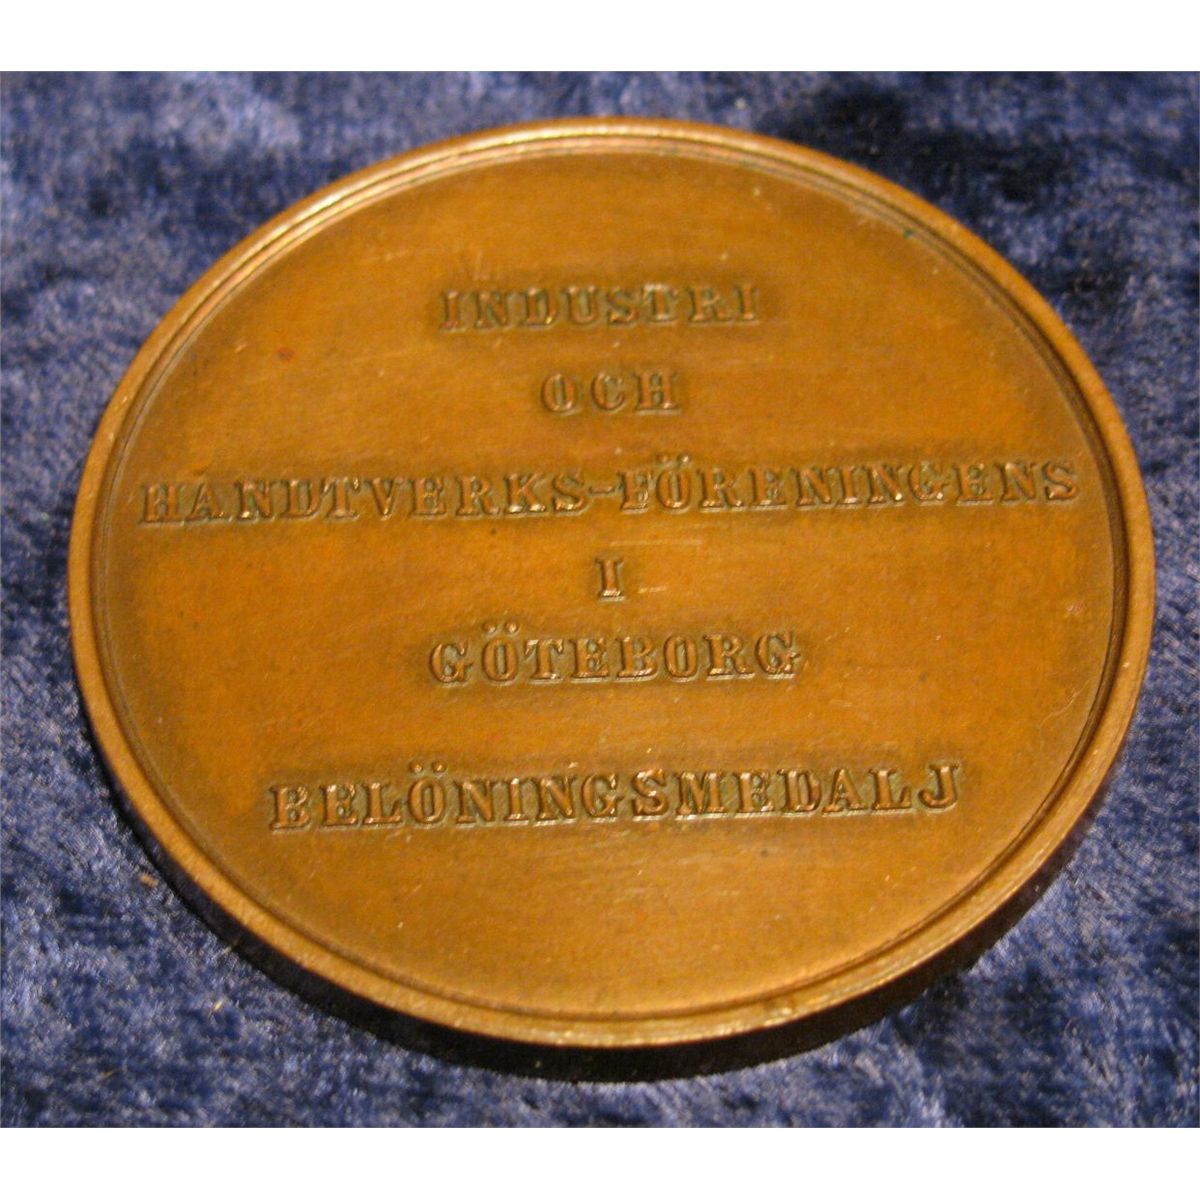 INDUSTRI
OCH
HANDTVERKS-FÖRENINGENS
I
GÖTEBORG
BELÖNINGSMEDALJ